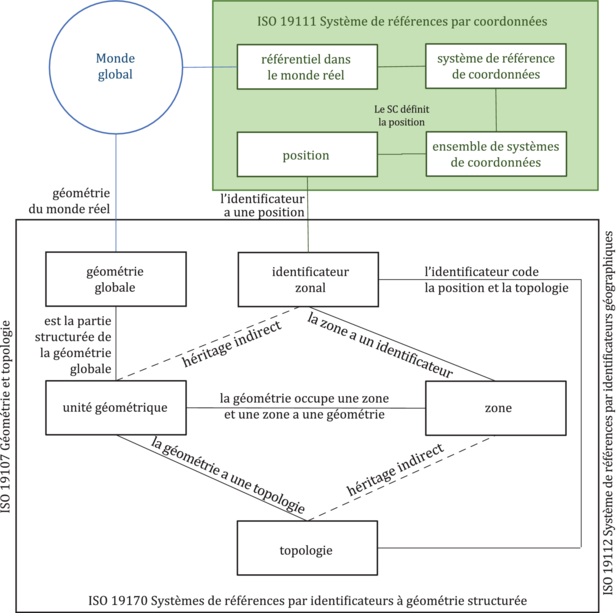 ISO 19111 Système de références par coordonnées
Monde
global
référentiel dans
le monde réel
système de référence
de coordonnées
Le SC définit
la position
position
ensemble de systèmes
de coordonnées
géométrie
du monde réel
l’identificateur
a une position
géométrie
globale
identificateur
zonal
l’identificateur code
la position et la topologie
est la partie
structurée de
la géométrie
globale
héritage indirect
la zone a un identificateur
unité géométrique
la géométrie occupe une zone
et une zone a une géométrie
zone
la géométrie a une topologie
héritage indirect
topologie
ISO 19170 Systèmes de références par identificateurs à géométrie structurée
ISO 19107 Géométrie et topologie
ISO 19112 Système de références par identificateurs géographiques